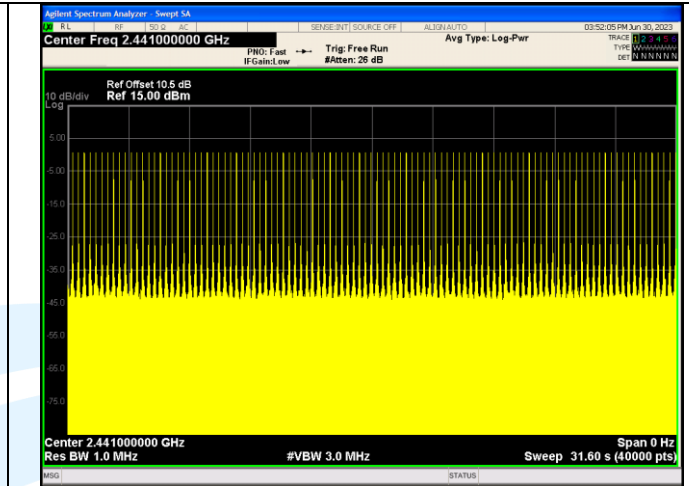 Agilent Spectrum Analyzer - Swept SA
RL RF 50 Ω AC SENSE:INT SOURCE OFF ALIGN AUTO 03:52:05 PM Jun 30, 2023
Center Freq 2.441000000 GHz
PNO: Fast
IFGain:Low
Trig: Free Run
#Atten: 26 dB
Avg Type: Log-Pwr
TRACE 1 2 3 4 5 6
TYPE W
DET N N N N N N
Ref Offset 10.5 dB
10 dB/div Ref 15.00 dBm
Log
5.00
-5.00
-15.0
-25.0
-35.0
-45.0
-55.0
-65.0
-75.0
Center 2.441000000 GHz Span 0 Hz
Res BW 1.0 MHz #VBW 3.0 MHz Sweep 31.60 s (40000 pts)
MSG STATUS